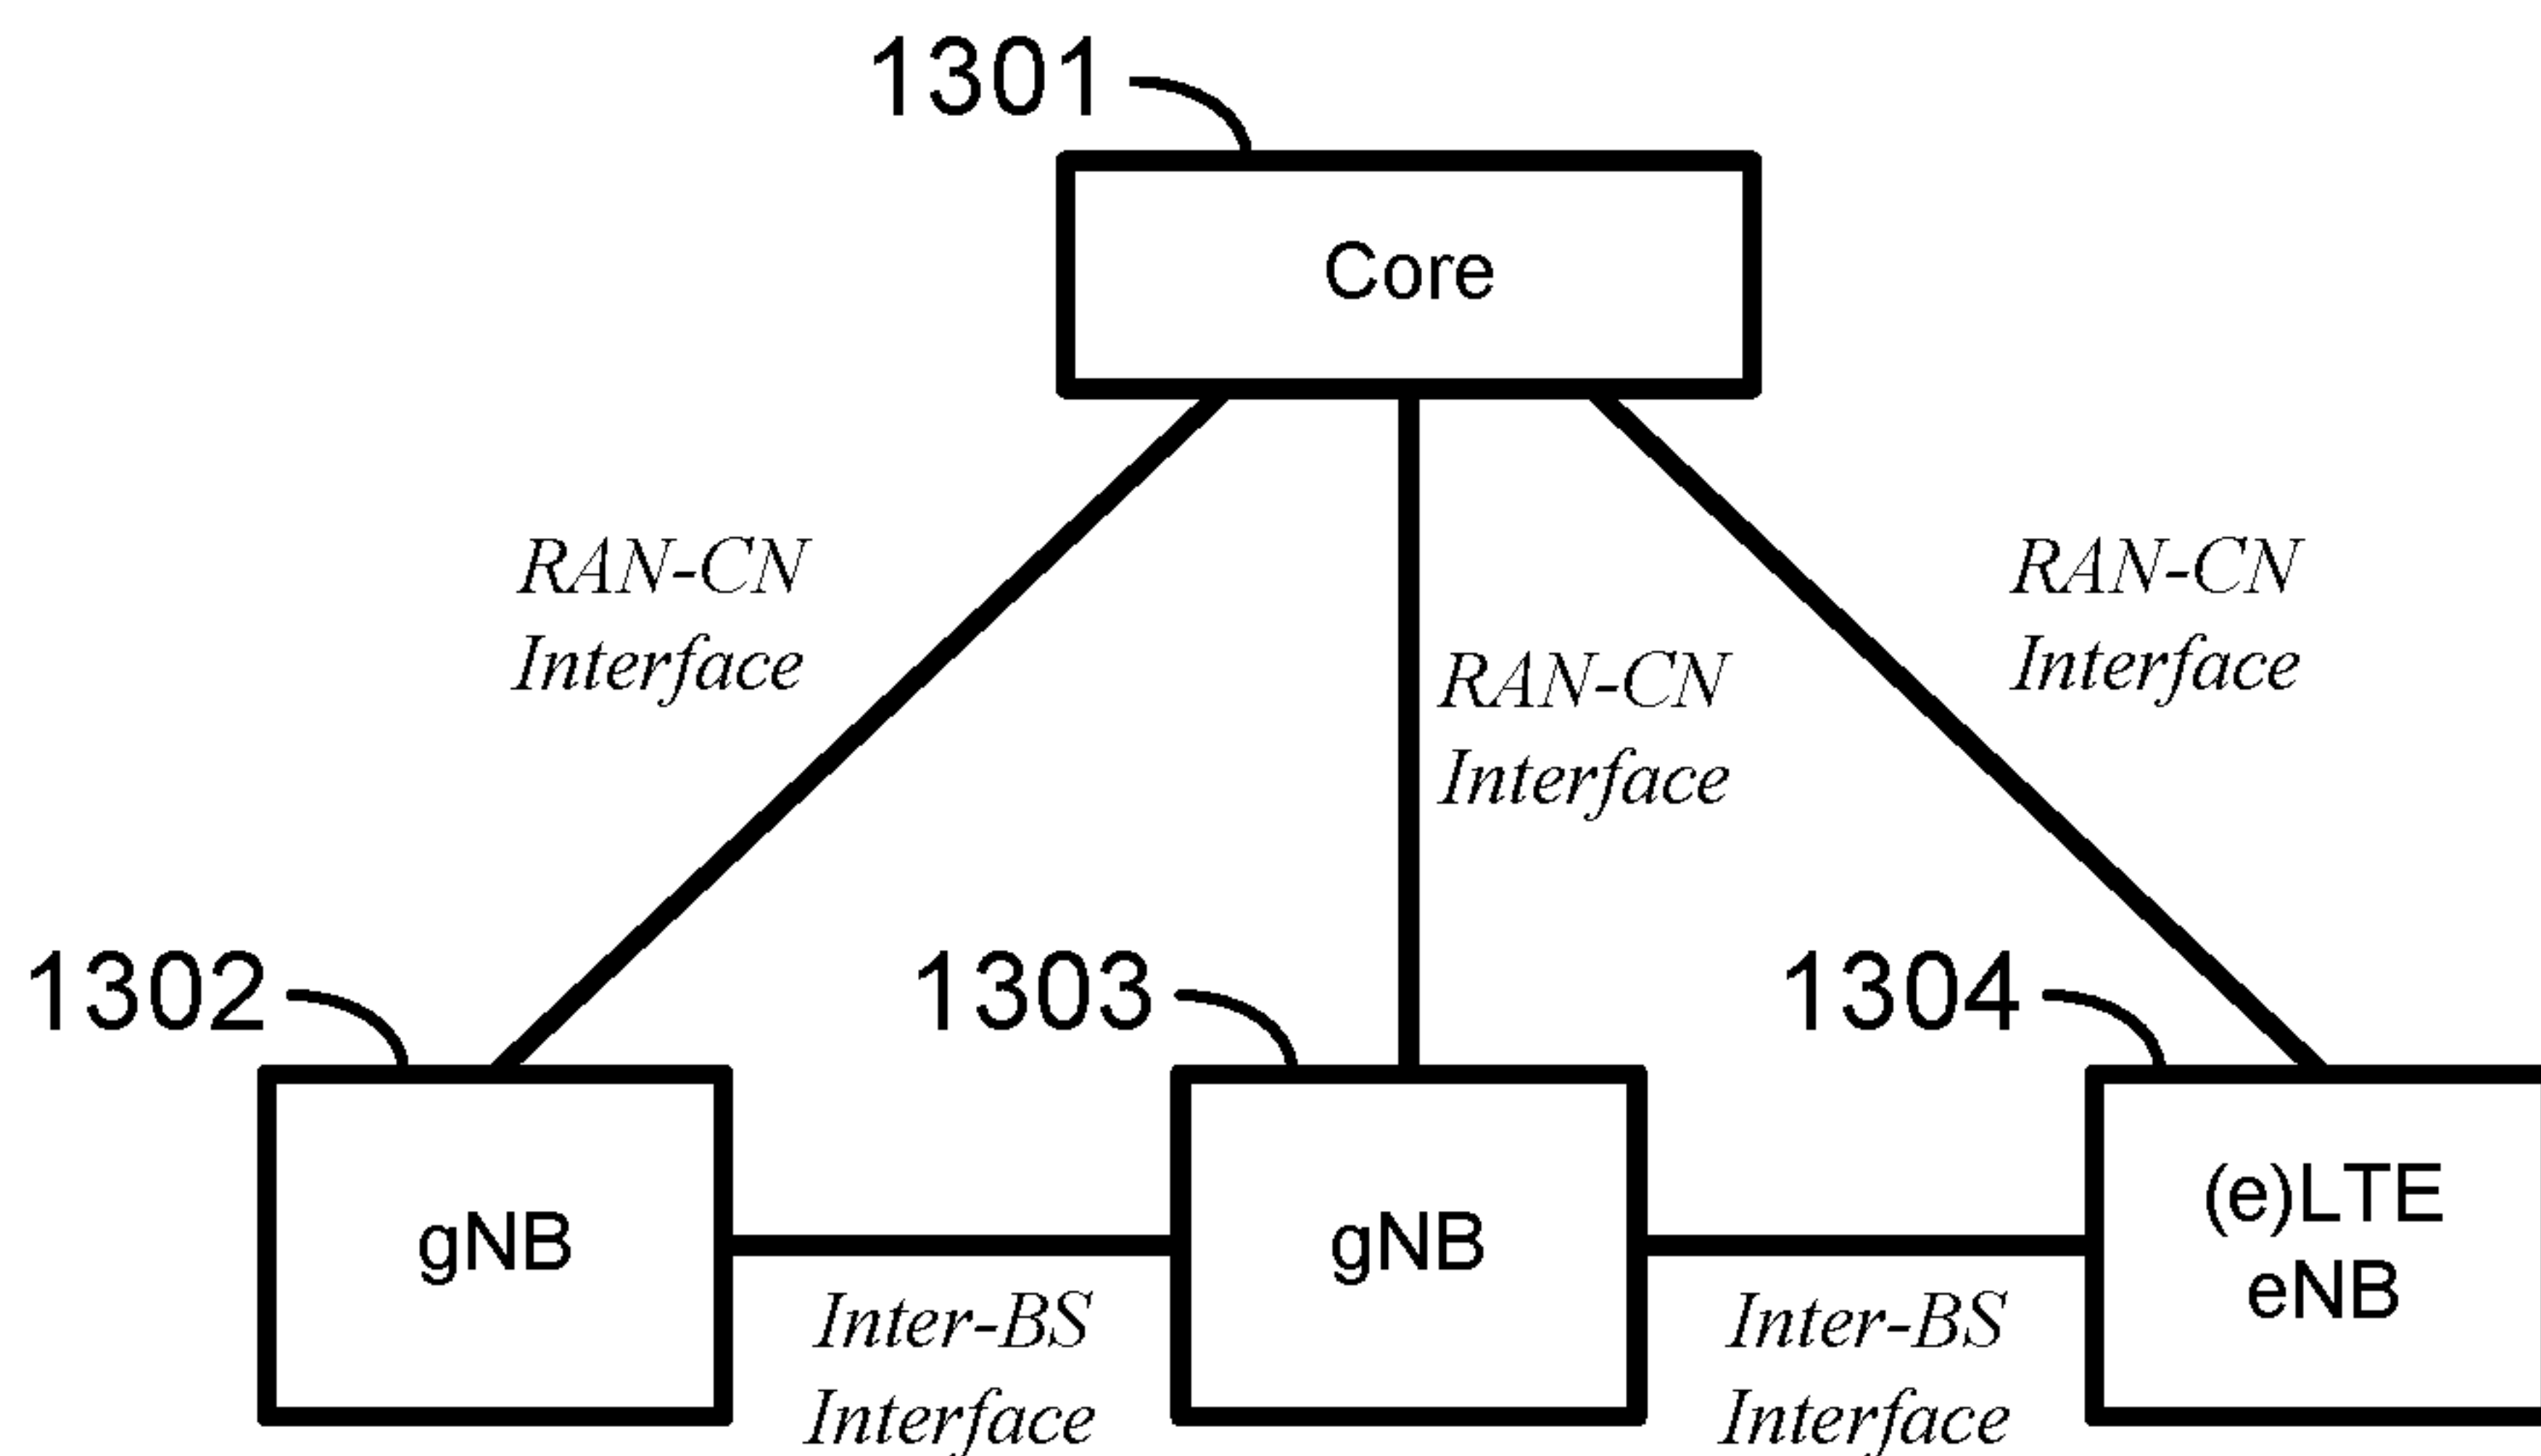 1301
Core
RAN-CN
Interface
RAN-CN
Interface
RAN-CN
Interface
1302
1303
1304
gNB
gNB
(e)LTE
eNB
Inter-BS
Interface
Inter-BS
Interface